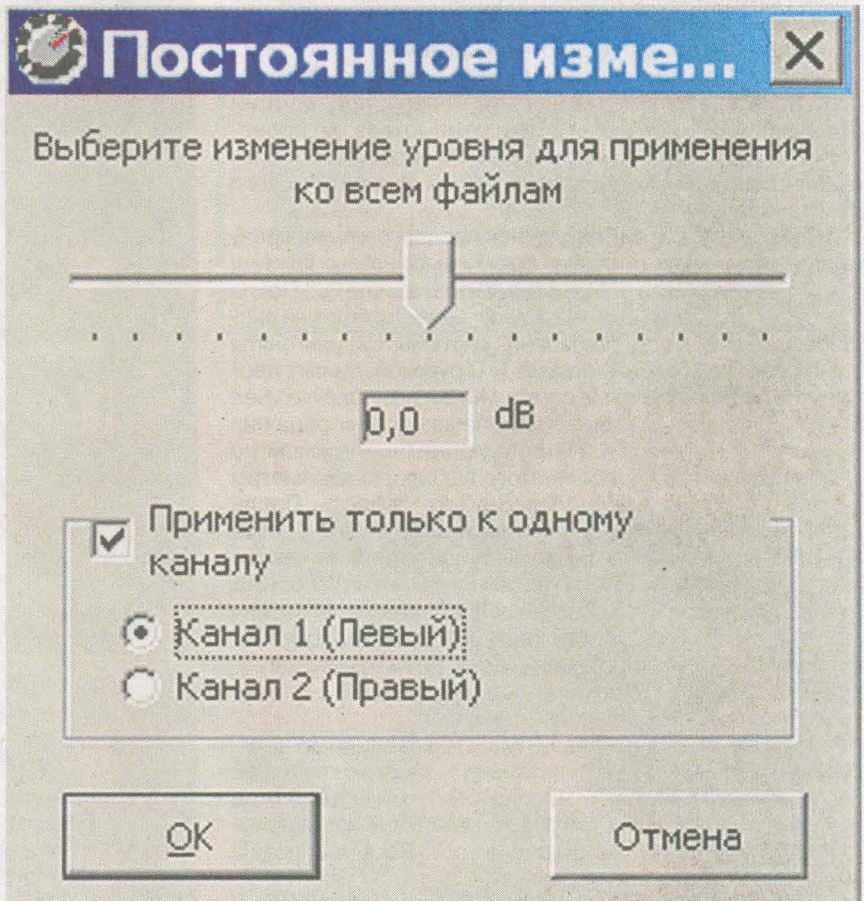 Постоянное изме...
Выберите изменение уровня для применения
ко всем файлам
0,0 dB
Применить только к одному
каналу
Канал 1 (Левый)
Канал 2 (Правый)
OK
Отмена